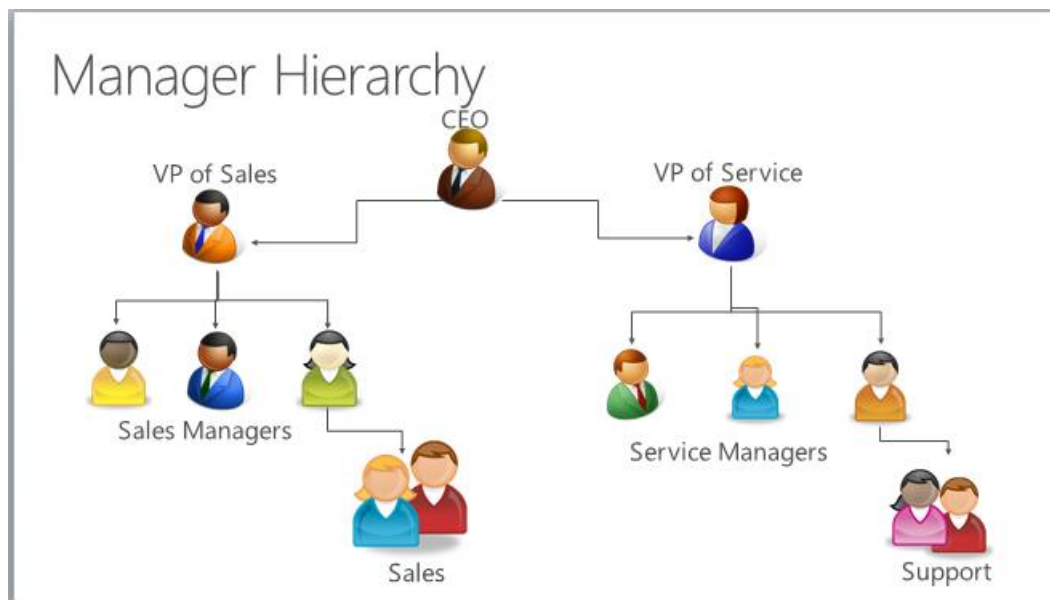 Manager Hierarchy
CEO
VP of Sales
VP of Service
Sales Managers
Service Managers
Sales
Support